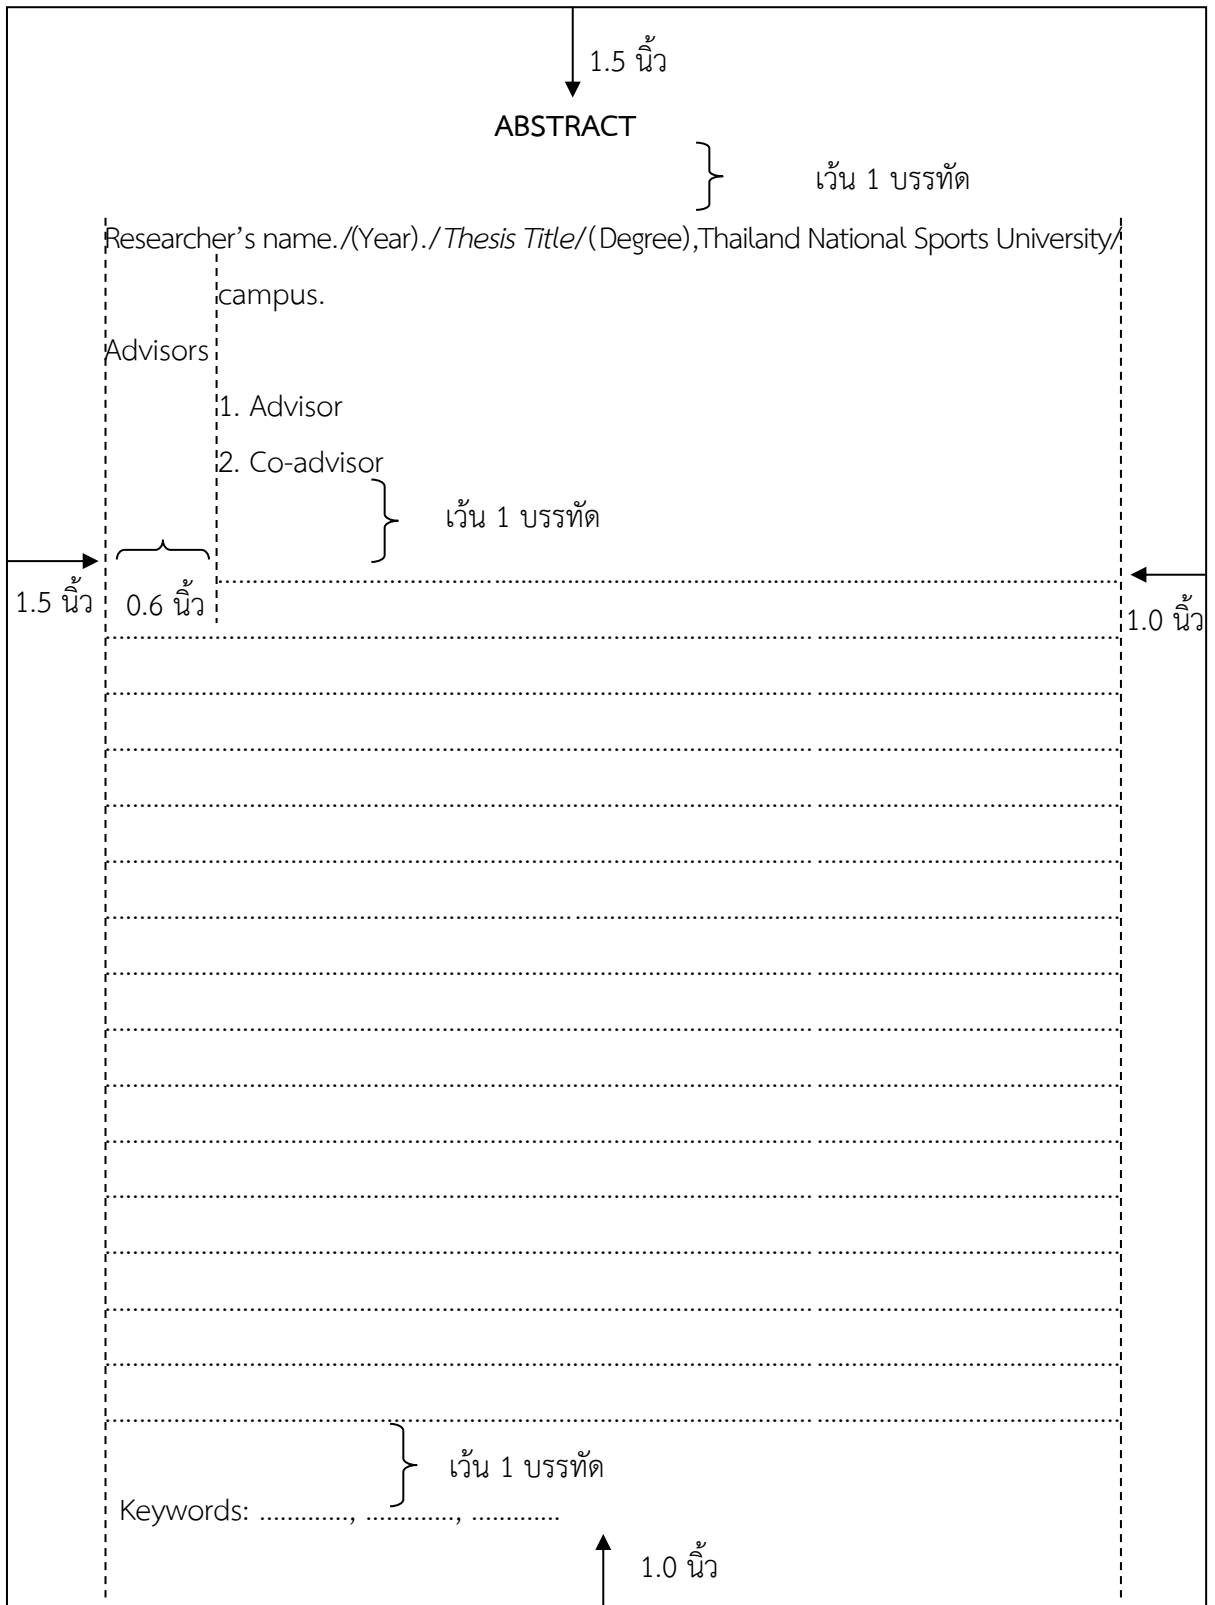 1.5 นิ้ว
ABSTRACT
เว้น 1 บรรทัด
Researcher’s name./(Year)./Thesis Title/(Degree),Thailand National Sports University/
campus.
Advisors
1. Advisor
2. Co-advisor
เว้น 1 บรรทัด
1.5 นิ้ว 0.6 นิ้ว 1.0 นิ้ว
เว้น 1 บรรทัด
Keywords: ............., ............., .............
1.0 นิ้ว